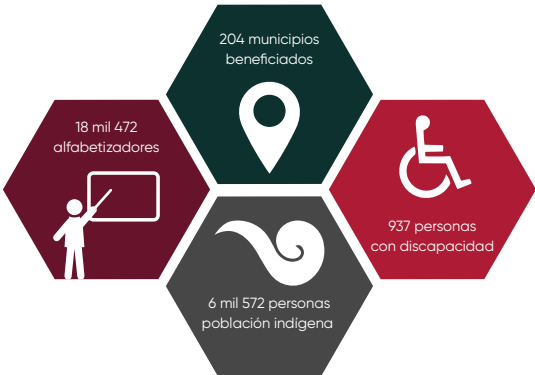 204 municipios
beneficiados
18 mil 472
alfabetizadores
937 personas
con discapacidad
6 mil 572 personas
población indígena